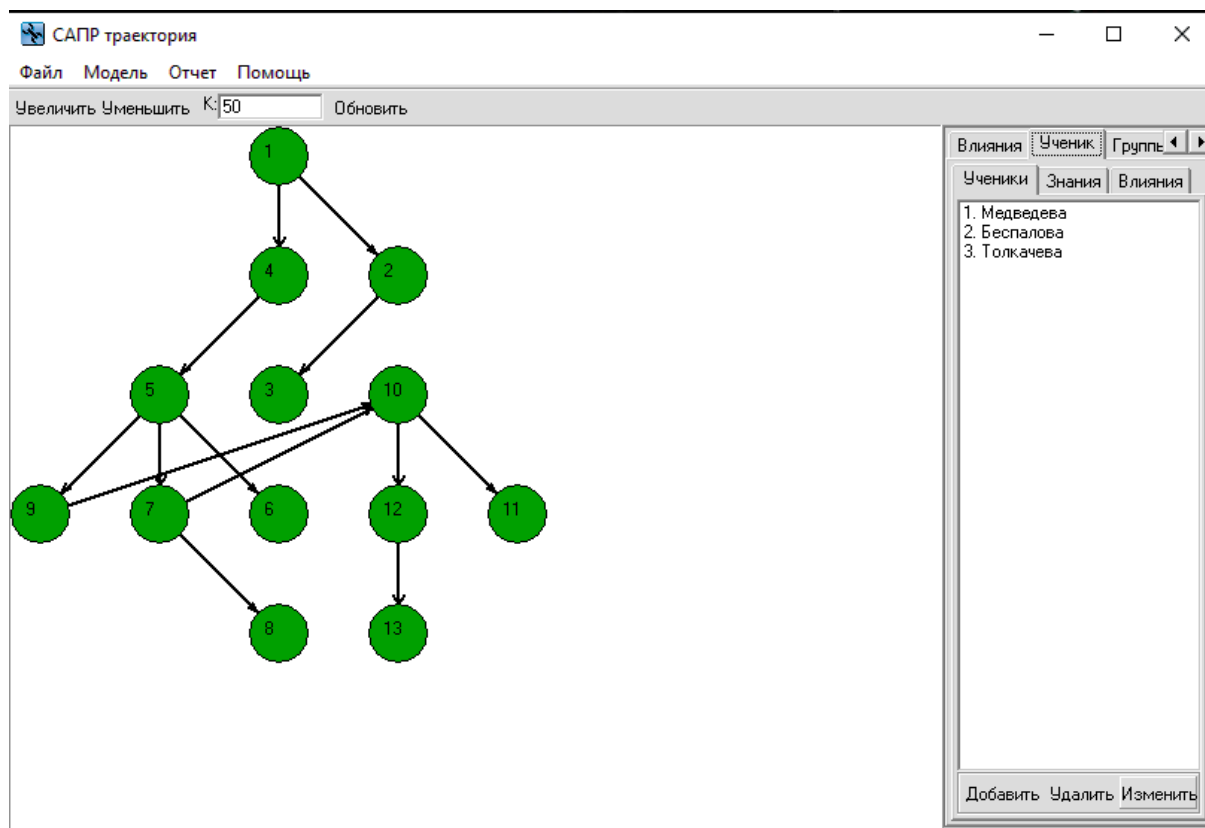 САПР траектория
Файл Модель Отчет Помощь
Увеличить Уменьшить К: 50 Обновить
Влияния Ученик Группы
Ученики Знания Влияния
1. Медведева
2. Беспалова
3. Толкачева
1
4 2
5 3 10
9 7 6 12 11
8 13
Добавить Удалить Изменить